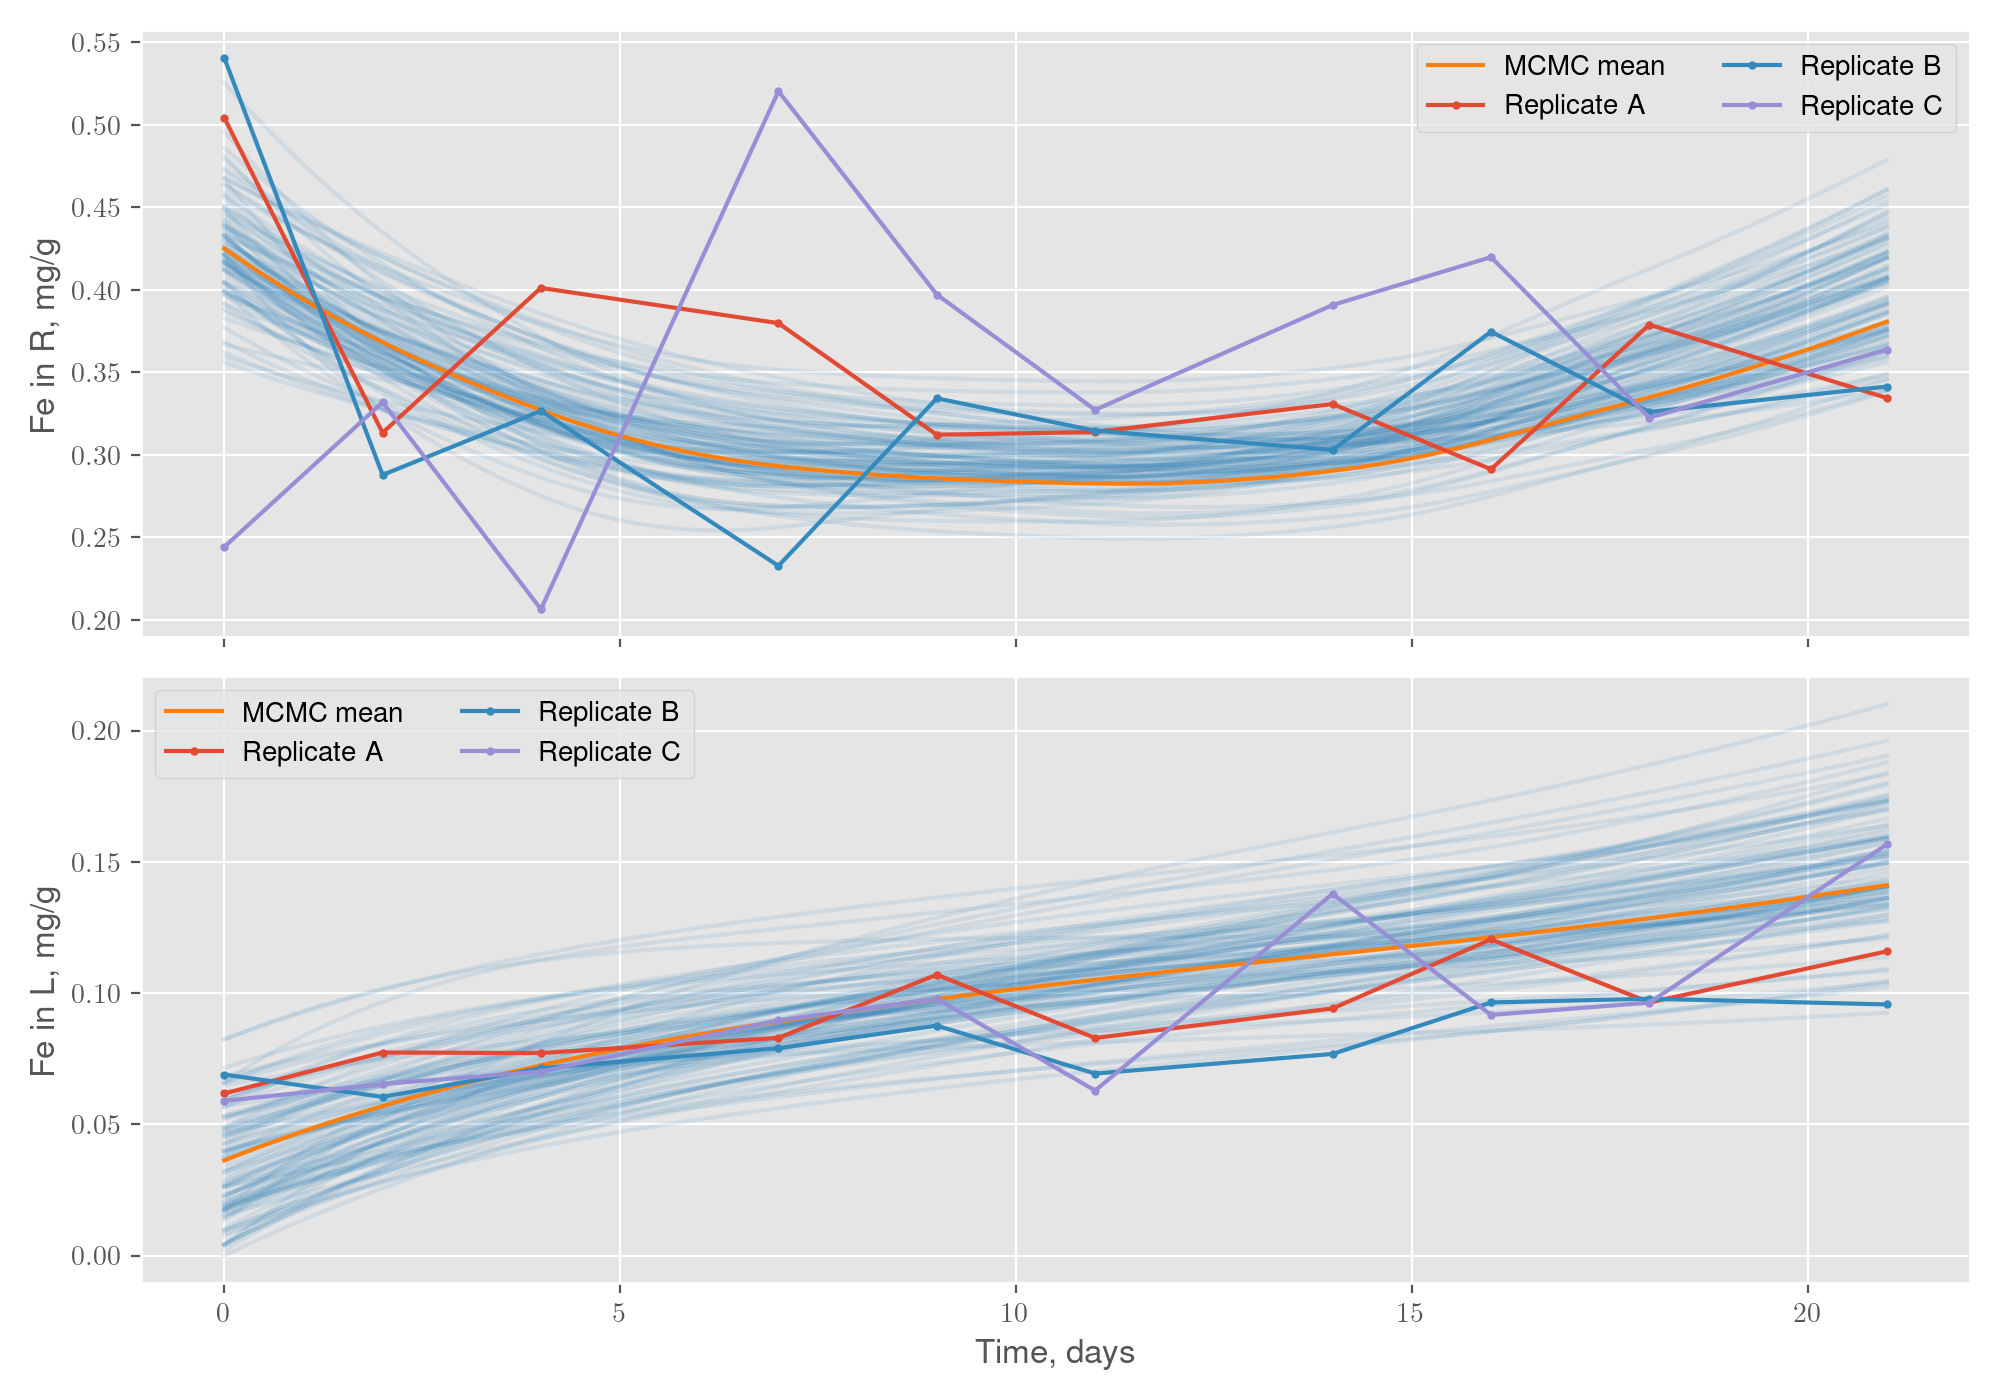 0.55
0.50
0.45
0.40
0.35
0.30
0.25
0.20
Fe in R, mg/g
MCMC mean
Replicate A
Replicate B
Replicate C
0.20
0.15
0.10
0.05
0.00
Fe in L, mg/g
MCMC mean
Replicate A
Replicate B
Replicate C
0 5 10 15 20
Time, days